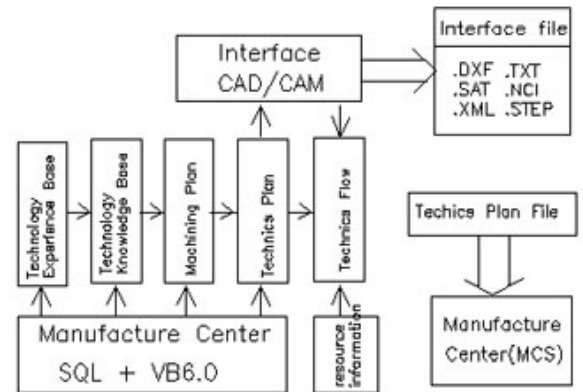 Interface file
.DXF .TXT
.SAT .NCI
.XML .STEP
Interface
CAD/CAM
Technology
Experience Base
Technology
Knowledge Base
Machining Plan
Technics Plan
Technica Flow
Techics Plan File
Manufacture Center
SQL + VB6.0
resource
information
Manufacture
Center(MCS)